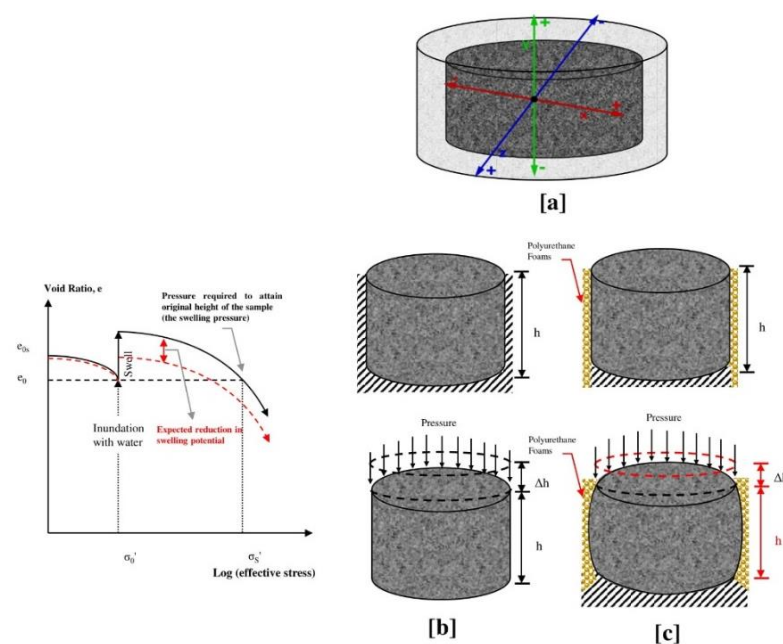 +
-
+
-
x
+
z
+
-
[a]
Void Ratio, e
Pressure required to attain
original height of the sample
(the swelling pressure)
e₀ₛ
e₀
Swell
Inundation
with water
Expected reduction in
swelling potential
σ₀'
σS'
Log (effective stress)
Polyurethane
Foams
h
h
Pressure
Pressure
Polyurethane
Foams
Δh
h
Δh
h
[b]
[c]